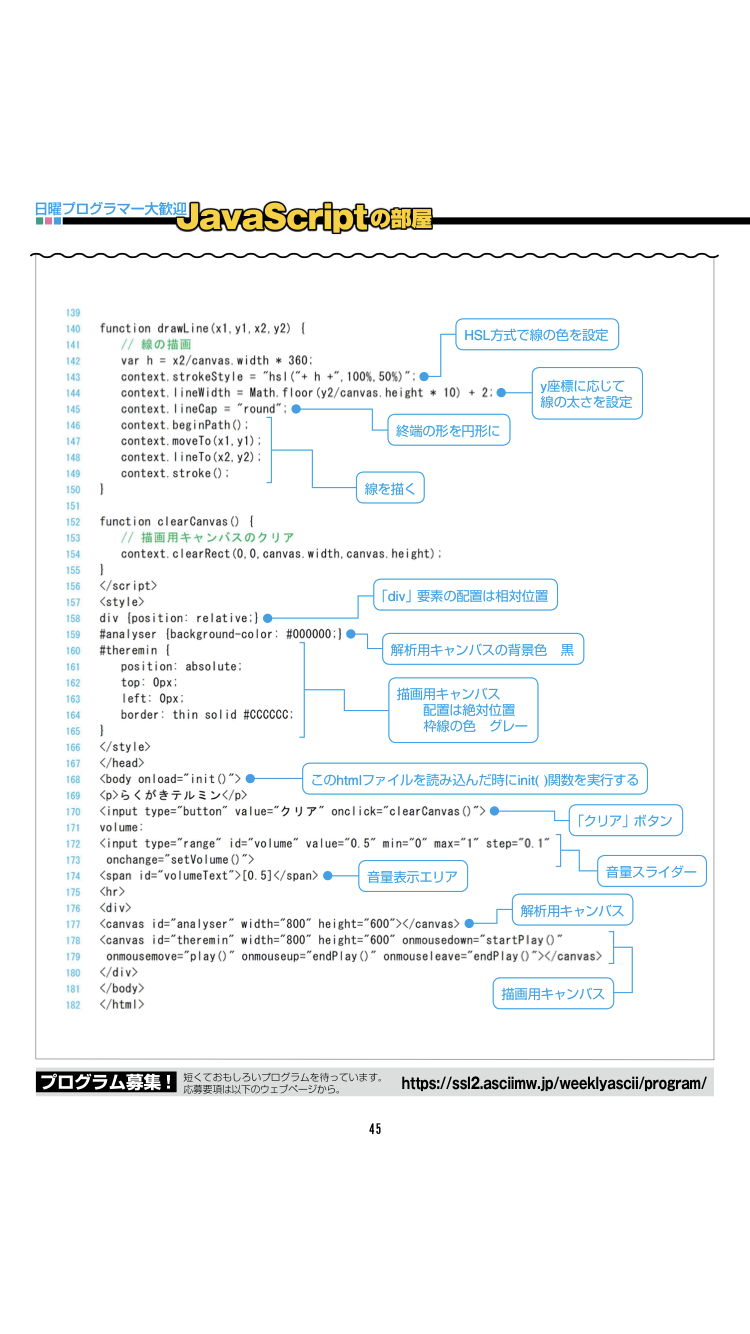 日曜プログラマー大歓迎
JavaScriptの部屋
139
140 function drawLine(x1,y1,x2,y2) {
141 // 線の描画
142 var h = x2/canvas.width * 360;
143 context.strokeStyle = "hsl("+ h +",100%,50%)";
HSL方式で線の色を設定
144 context.lineWidth = Math.floor(y2/canvas.height * 10) + 2;
y座標に応じて
線の太さを設定
145 context.lineCap = "round";
終端の形を円形に
146 context.beginPath();
147 context.moveTo(x1,y1);
148 context.lineTo(x2,y2);
149 context.stroke();
線を描く
150 }
151
152 function clearCanvas() {
153 // 描画用キャンバスのクリア
154 context.clearRect(0,0,canvas.width,canvas.height);
155 }
156 </script>
157 <style>
158 div {position: relative;}
「div」要素の配置は相対位置
159 #analyser {background-color: #000000;}
解析用キャンバスの背景色　黒
160 #theremin {
161 position: absolute;
162 top: 0px;
163 left: 0px;
164 border: thin solid #CCCCCC;
描画用キャンバス
配置は絶対位置
枠線の色　グレー
165 }
166 </style>
167 </head>
168 <body onload="init()">
このhtmlファイルを読み込んだ時にinit( )関数を実行する
169 <p>らくがきテルミン</p>
170 <input type="button" value="クリア" onclick="clearCanvas()">
「クリア」ボタン
171 volume:
172 <input type="range" id="volume" value="0.5" min="0" max="1" step="0.1"
173 onchange="setVolume()">
音量スライダー
174 <span id="volumeText">[0.5]</span>
音量表示エリア
175 <hr>
176 <div>
177 <canvas id="analyser" width="800" height="600"></canvas>
解析用キャンバス
178 <canvas id="theremin" width="800" height="600" onmousedown="startPlay()"
179 onmousemove="play()" onmouseup="endPlay()" onmouseleave="endPlay()"></canvas>
描画用キャンバス
180 </div>
181 </body>
182 </html>
プログラム募集！
短くておもしろいプログラムを待っています。
応募要項は以下のウェブページから。
https://ssl2.asciimw.jp/weeklyascii/program/
45